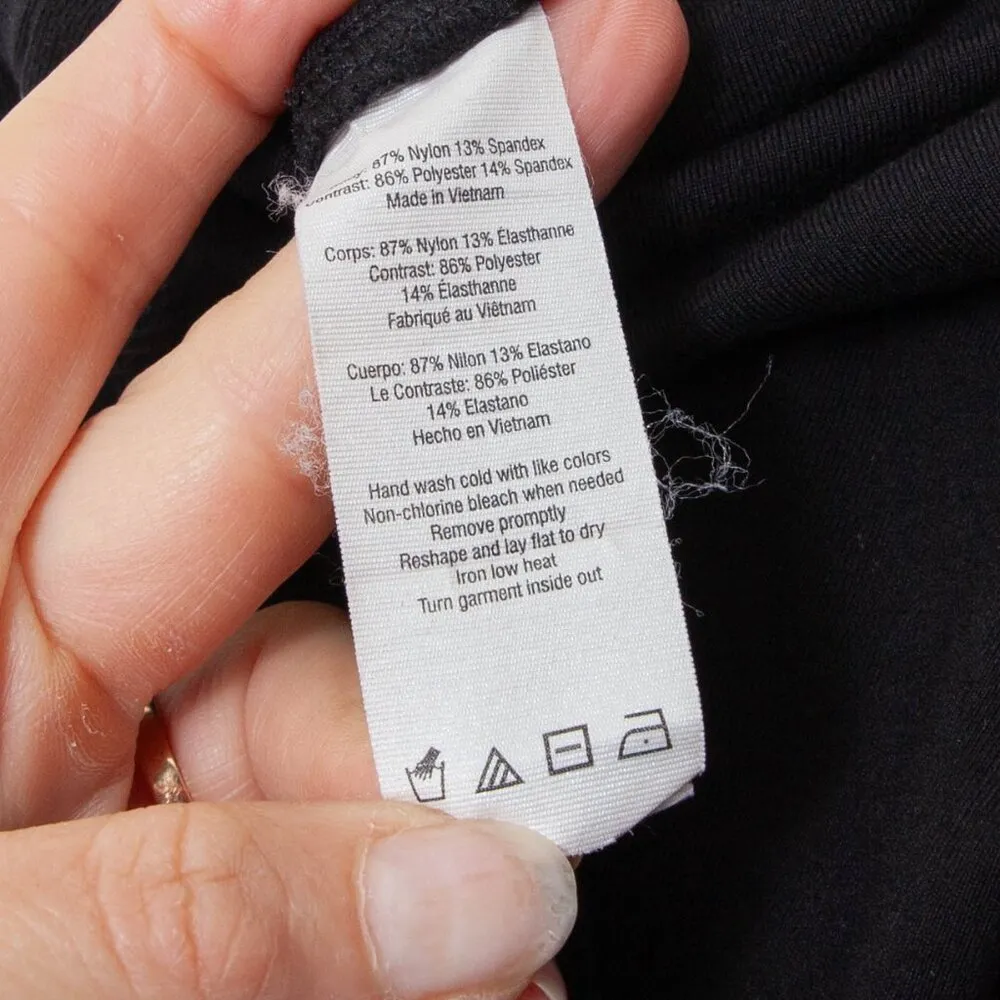 87% Nylon 13% Spandex
Contrast: 86% Polyester 14% Spandex
Made in Vietnam
Corps: 87% Nylon 13% Élasthanne
Contrast: 86% Polyester
14% Élasthanne
Fabriqué au Viêtnam
Cuerpo: 87% Nilon 13% Elastano
Le Contraste: 86% Poliéster
14% Elastano
Hecho en Vietnam
Hand wash cold with like colors
Non-chlorine bleach when needed
Remove promptly
Reshape and lay flat to dry
Iron low heat
Turn garment inside out